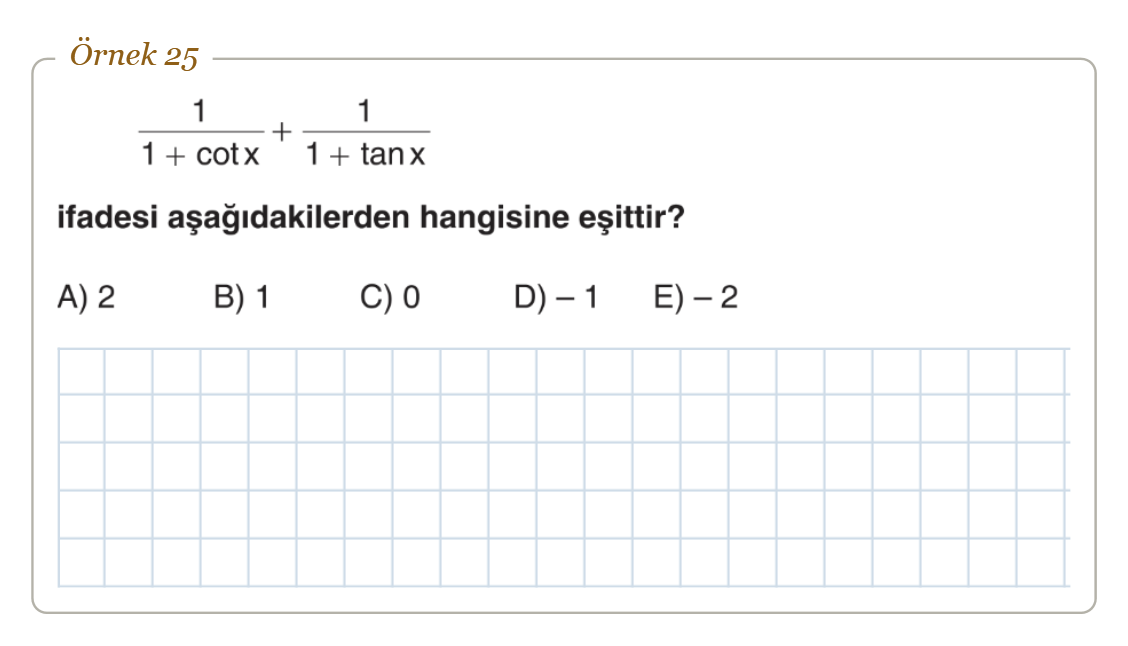 Örnek 25
1 / (1 + cot x) + 1 / (1 + tan x)
ifadesi aşağıdakilerden hangisine eşittir?
A) 2 B) 1 C) 0 D) – 1 E) – 2